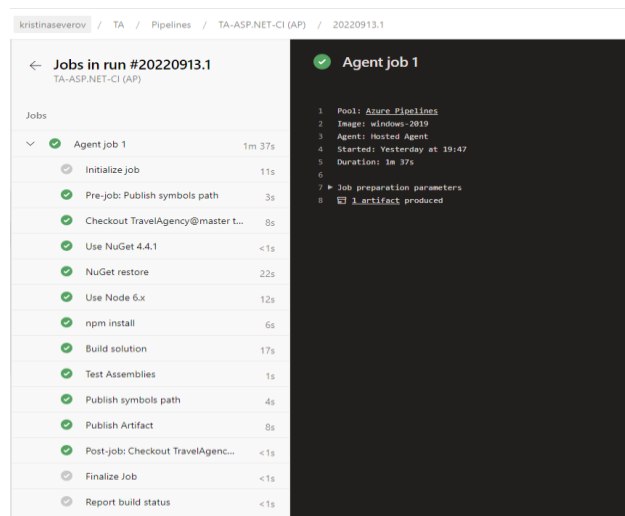 kristinaseverov / TA / Pipelines / TA-ASP.NET-CI (AP) / 20220913.1
← Jobs in run #20220913.1
TA-ASP.NET-CI (AP)
Jobs
Agent job 1 1m 37s
Initialize job 11s
Pre-job: Publish symbols path 3s
Checkout TravelAgency@master t... 8s
Use NuGet 4.4.1 <1s
NuGet restore 22s
Use Node 6.x 12s
npm install 6s
Build solution 17s
Test Assemblies 1s
Publish symbols path 4s
Publish Artifact 8s
Post-job: Checkout TravelAgenc... <1s
Finalize Job <1s
Report build status <1s
Agent job 1
1 Pool: Azure Pipelines
2 Image: windows-2019
3 Agent: Hosted Agent
4 Started: Yesterday at 19:47
5 Duration: 1m 37s
6
7 ▶ Job preparation parameters
8 1 artifact produced